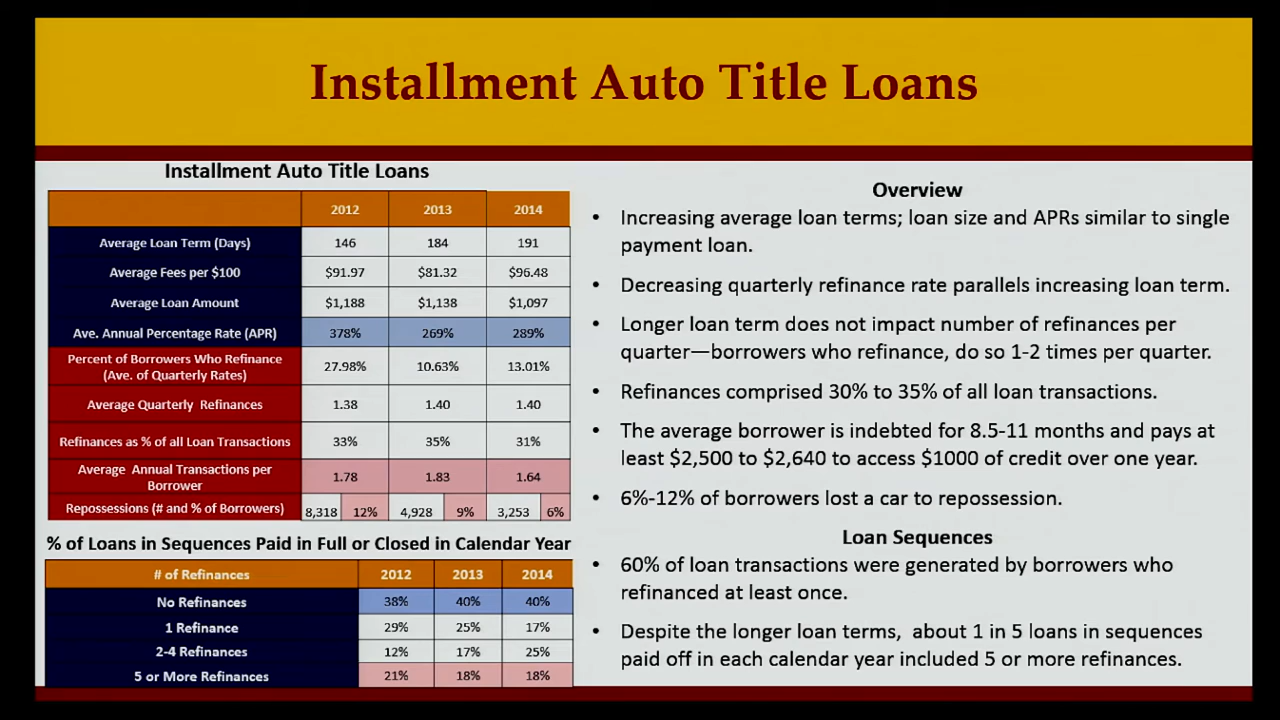 Installment Auto Title Loans
Installment Auto Title Loans
2012 2013 2014
Average Loan Term (Days) 146 184 191
Average Fees per $100 $91.97 $81.32 $96.48
Average Loan Amount $1,188 $1,138 $1,097
Ave. Annual Percentage Rate (APR) 378% 269% 289%
Percent of Borrowers Who Refinance
(Ave. of Quarterly Rates) 27.98% 10.63% 13.01%
Average Quarterly Refinances 1.38 1.40 1.40
Refinances as % of all Loan Transactions 33% 35% 31%
Average Annual Transactions per
Borrower 1.78 1.83 1.64
Repossessions (# and % of Borrowers) 8,318 12% 4,928 9% 3,253 6%
% of Loans in Sequences Paid in Full or Closed in Calendar Year
# of Refinances 2012 2013 2014
No Refinances 38% 40% 40%
1 Refinance 29% 25% 17%
2-4 Refinances 12% 17% 25%
5 or More Refinances 21% 18% 18%
Overview
• Increasing average loan terms; loan size and APRs similar to single
payment loan.
• Decreasing quarterly refinance rate parallels increasing loan term.
• Longer loan term does not impact number of refinances per
quarter—borrowers who refinance, do so 1-2 times per quarter.
• Refinances comprised 30% to 35% of all loan transactions.
• The average borrower is indebted for 8.5-11 months and pays at
least $2,500 to $2,640 to access $1000 of credit over one year.
• 6%-12% of borrowers lost a car to repossession.
Loan Sequences
• 60% of loan transactions were generated by borrowers who
refinanced at least once.
• Despite the longer loan terms, about 1 in 5 loans in sequences
paid off in each calendar year included 5 or more refinances.